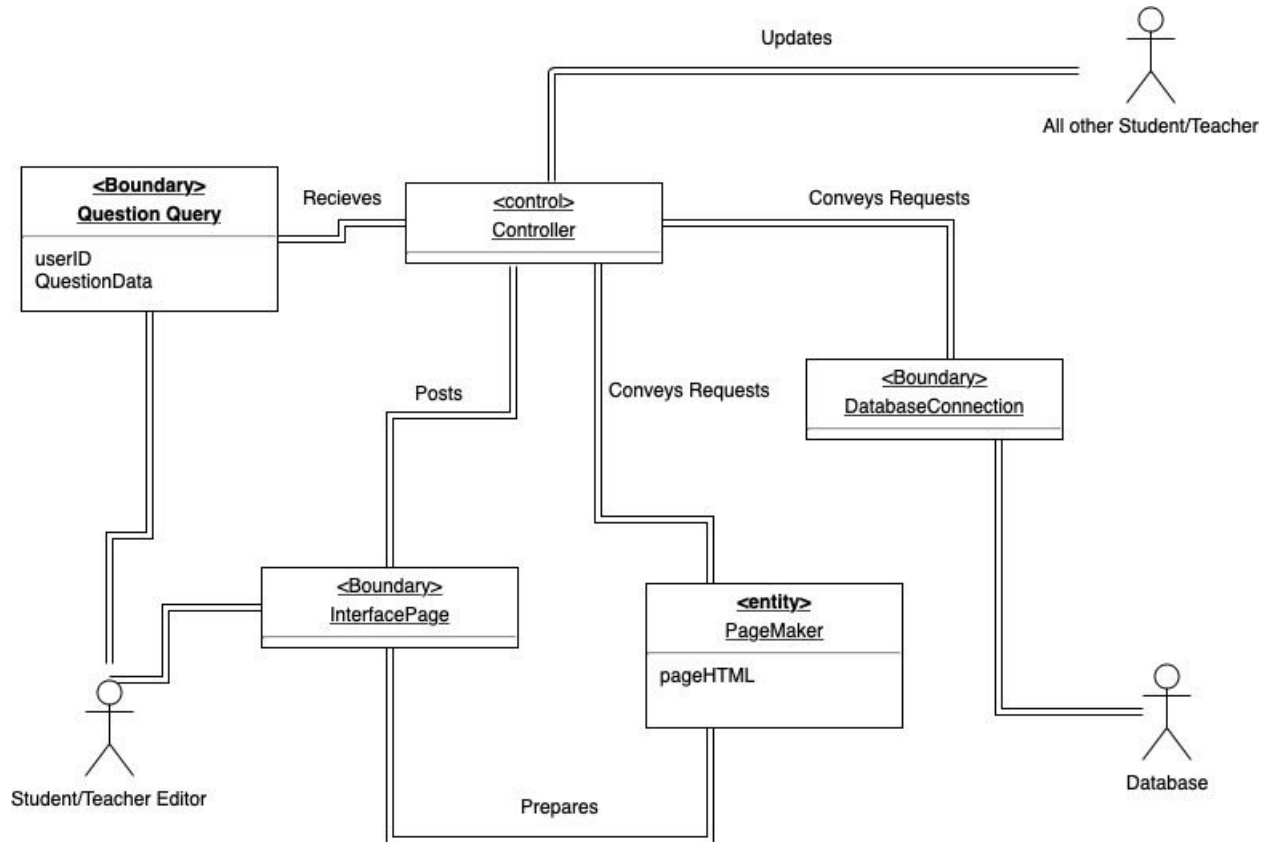 Updates
All other Student/Teacher
<Boundary>
Question Query
userID
QuestionData
Recieves
<control>
Controller
Conveys Requests
Posts
Conveys Requests
<Boundary>
DatabaseConnection
<Boundary>
InterfacePage
<entity>
PageMaker
pageHTML
Student/Teacher Editor
Prepares
Database